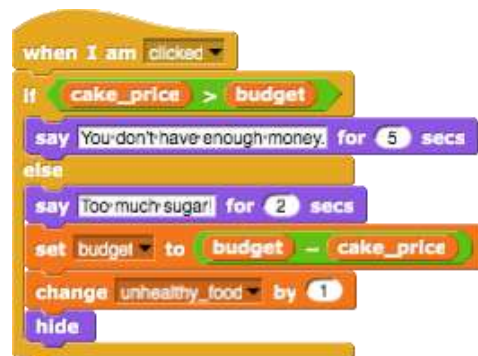 when I am clicked
if cake_price > budget
say You don't have enough money. for 5 secs
else
say Too much sugar! for 2 secs
set budget to budget - cake_price
change unhealthy_food by 1
hide